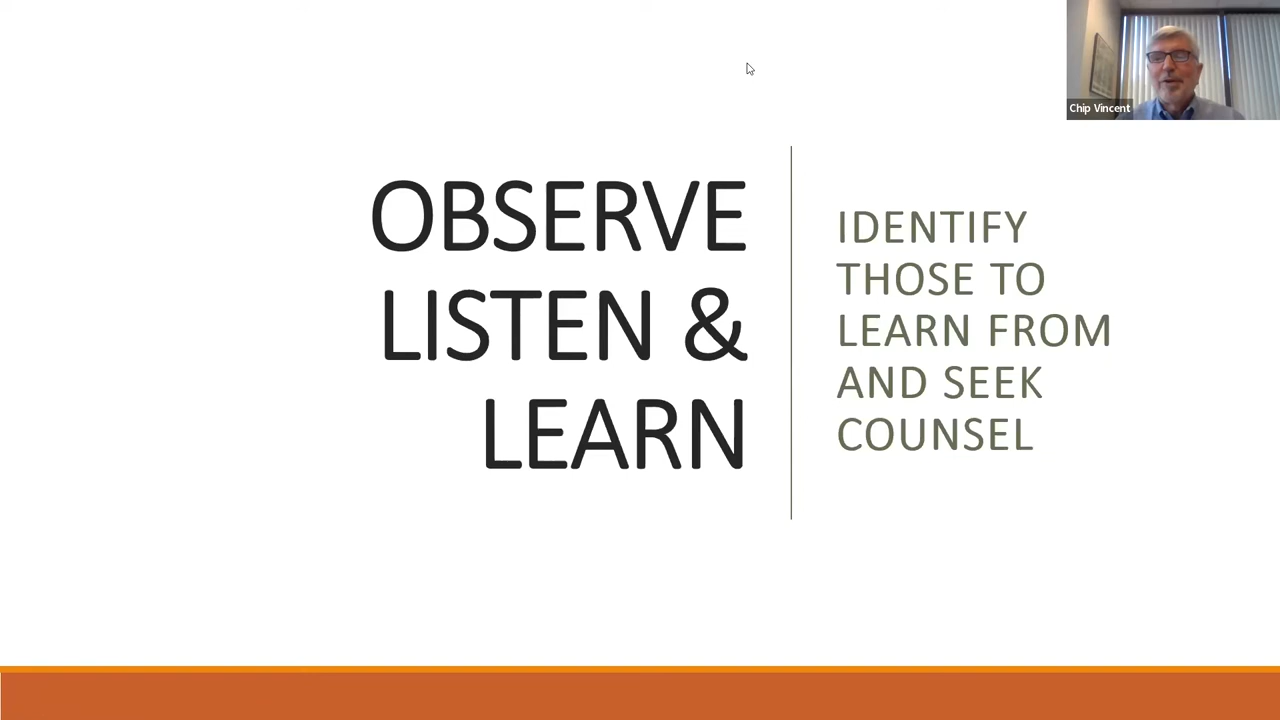 OBSERVE
LISTEN &
LEARN
IDENTIFY
THOSE TO
LEARN FROM
AND SEEK
COUNSEL
Chip Vincent